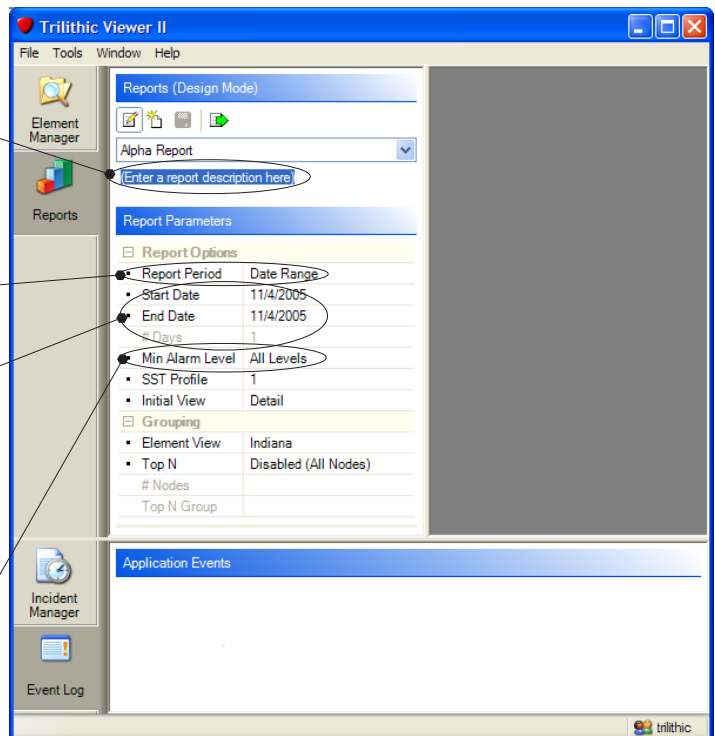 Trilithic Viewer II
File Tools Window Help
Element Manager
Reports
Reports (Design Mode)
Alpha Report
(Enter a report description here)
Report Parameters
Report Options
Report Period Date Range
Start Date 11/4/2005
End Date 11/4/2005
# Days 1
Min Alarm Level All Levels
SST Profile 1
Initial View Detail
Grouping
Element View Indiana
Top N Disabled (All Nodes)
# Nodes
Top N Group
Incident Manager
Event Log
Application Events
trilithic